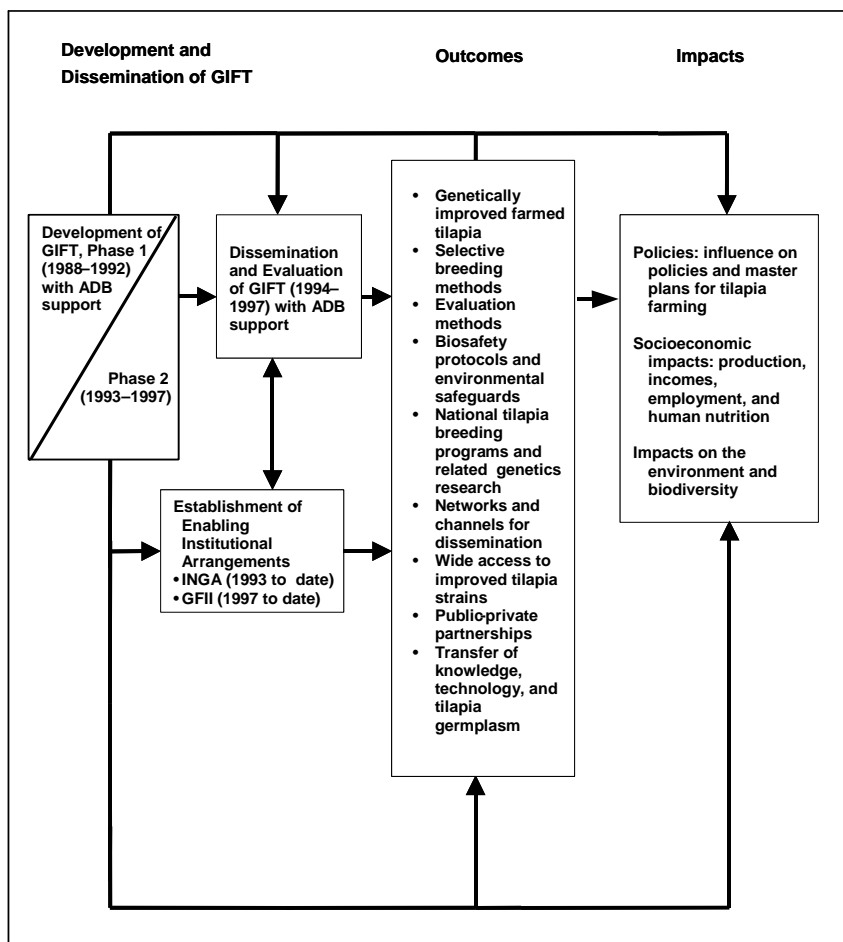 Development and
Dissemination of GIFT
Outcomes
Impacts
Development of
GIFT, Phase 1
(1988–1992)
with ADB
support
Phase 2
(1993–1997)
Dissemination
and Evaluation
of GIFT (1994–
1997) with ADB
support
Establishment of
Enabling
Institutional
Arrangements
•INGA (1993 to date)
•GFII (1997 to date)
• Genetically
improved farmed
tilapia
• Selective
breeding
methods
• Evaluation
methods
• Biosafety
protocols and
environmental
safeguards
• National tilapia
breeding
programs and
related genetics
research
• Networks and
channels for
dissemination
• Wide access to
improved tilapia
strains
• Public-private
partnerships
• Transfer of
knowledge,
technology, and
tilapia
germplasm
Policies: influence on
policies and master
plans for tilapia
farming
Socioeconomic
impacts: production,
incomes,
employment, and
human nutrition
Impacts on the
environment and
biodiversity